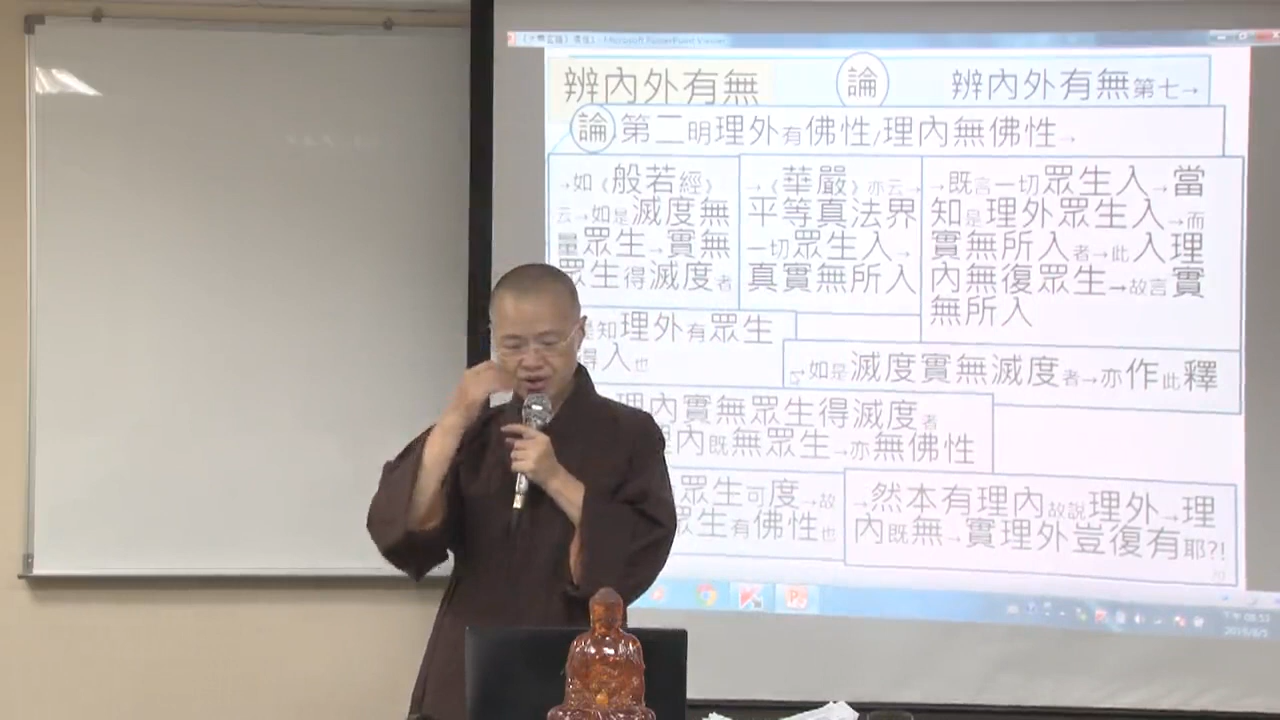 Microsoft PowerPoint Viewer
辨內外有無
論
辨內外有無第七→
論 第二明理外有佛性/理內無佛性→
→如《般若經》
云→如是滅度無
量眾生→實無
眾生得滅度者
→《華嚴》亦云→
平等真法界
一切眾生入→
真實無所入
→既言一切眾生入→當
知是理外眾生入→而
實無所入者→此入理
內無復眾生→故言實
無所入
知理外有眾生
得入也
→如是滅度實無滅度者→亦作此釋
理內實無眾生得滅度者
理內既無眾生→亦無佛性
眾生可度→故
眾生有佛性也
→然本有理內故說理外→理
內既無→實理外豈復有耶?!